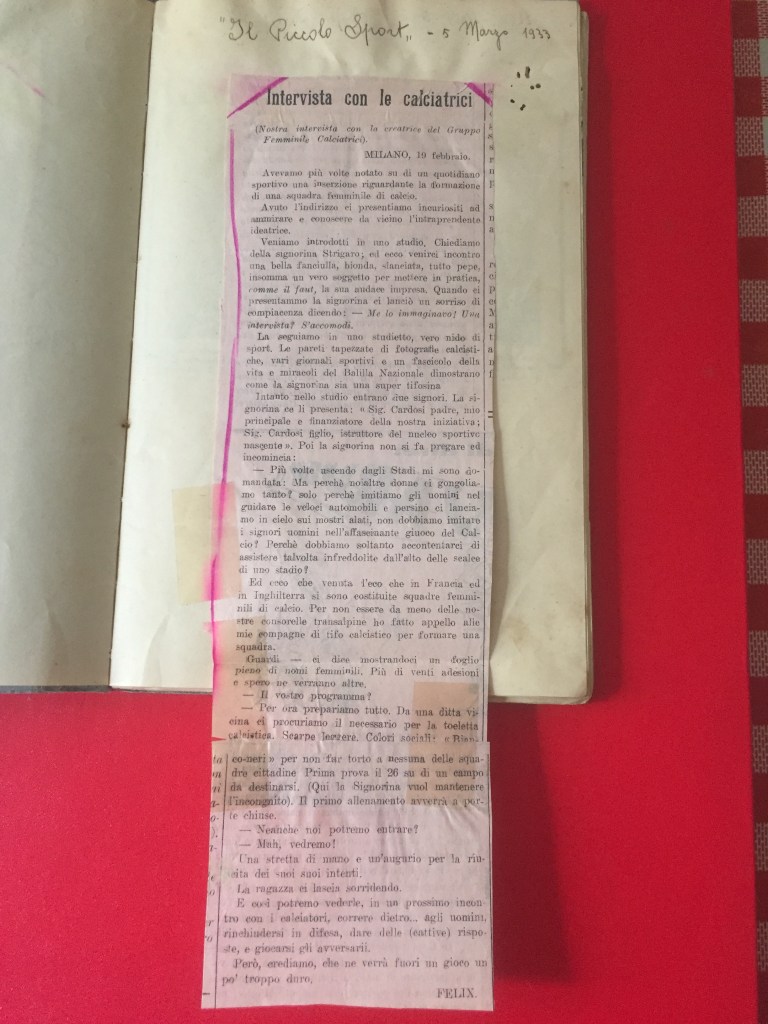 "Il Piccolo Sport„ - 5 Marzo 1933
Intervista con le calciatrici
(Nostra intervista con la creatrice del Gruppo
Femminile Calciatrici).
MILANO, 19 febbraio.
Avevamo più volte notato su di un quotidiano
sportivo una inserzione riguardante la formazione
di una squadra femminile di calcio.
Avuto l'indirizzo ci presentiamo incuriositi ad
ammirare e conoscere da vicino l'intraprendente
ideatrice.
Veniamo introdotti in uno studio. Chiediamo
della signorina Strigaro; ed ecco venirci incontro
una bella fanciulla, bionda, slanciata, tutto pepe,
insomma un vero soggetto per mettere in pratica,
comme il faut, la sua audace impresa. Quando ci
presentammo la signorina ci lanciò un sorriso di
compiacenza dicendo: — Me lo immaginavo! Una
intervista? S'accomodi.
La seguiamo in uno studietto, vero nido di
sport. Le pareti tapezzate di fotografie calcisti-
che, vari giornali sportivi e un fascicolo della
vita e miracoli del Balilla Nazionale dimostrano
come la signorina sia una super tifosina
Intanto nello studio entrano due signori. La si-
gnorina ce li presenta: « Sig. Cardosi padre, mio
principale e finanziatore della nostra iniziativa;
Sig. Cardosi figlio, istruttore del nucleo sportivo
nascente ». Poi la signorina non si fa pregare ed
incomincia:
— Più volte uscendo dagli Stadi mi sono do-
mandata: Ma perchè noialtre donne ci gongolia-
mo tanto? solo perchè imitiamo gli uomini nel
guidare le veloci automobili e persino ci lancia-
mo in cielo sui mostri alati, non dobbiamo imitare
i signori uomini nell'affascinante giuoco del Cal-
cio? Perchè dobbiamo soltanto accontentarci di
assistere talvolta infreddolite dall'alto delle scalee
di uno stadio?
Ed ecco che venuta l'eco che in Francia ed
in Inghilterra si sono costituite squadre femmi-
nili di calcio. Per non essere da meno delle no-
stre consorelle transalpine ho fatto appello alle
mie compagne di tifo calcistico per formare una
squadra.
Guardi — ci dice mostrandoci un foglio
pieno di nomi femminili. Più di venti adesioni
e spero ne verranno altre.
— Il vostro programma?
— Per ora prepariamo tutto. Da una ditta vi-
cina ci procuriamo il necessario per la toeletta
calcistica. Scarpe leggere. Colori sociali: « Bian-
co-neri » per non far torto a nessuna delle squa-
dre cittadine Prima prova il 26 su di un campo
da destinarsi. (Qui la Signorina vuol mantenere
l'incognito). Il primo allenamento avverrà a por-
te chiuse.
— Neanche noi potremo entrare?
— Mah, vedremo!
Una stretta di mano e un'augurio per la riu-
scita dei suoi suoi intenti.
La ragazza ci lascia sorridendo.
E così potremo vederle, in un prossimo incon-
tro con i calciatori, correre dietro... agli uomini,
rinchiudersi in difesa, dare delle (cattive) rispo-
ste, e giocarsi gli avversarii.
Però, crediamo, che ne verrà fuori un gioco un
po' troppo duro.
FELIX.